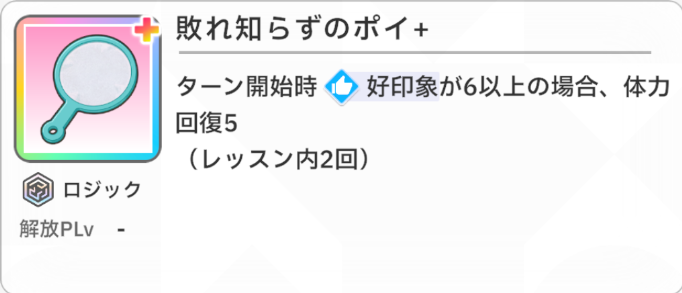 敗れ知らずのポイ+
ターン開始時 好印象が6以上の場合、体力
回復5
（レッスン内2回）
ロジック
解放PLv -